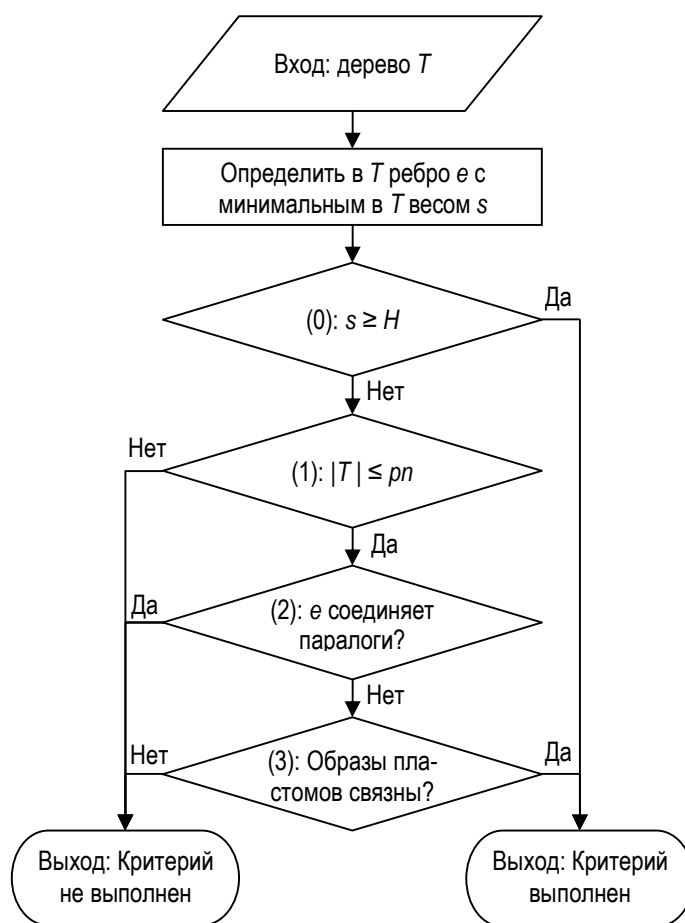 Вход: дерево T
Определить в T ребро e с
минимальным в T весом s
(0): s ≥ H
Да
Нет
Нет
(1): |T | ≤ pn
Да
Да
(2): e соединяет
паралоги?
Нет
Нет
(3): Образы пла-
стомов связны?
Да
Выход: Критерий
не выполнен
Выход: Критерий
выполнен